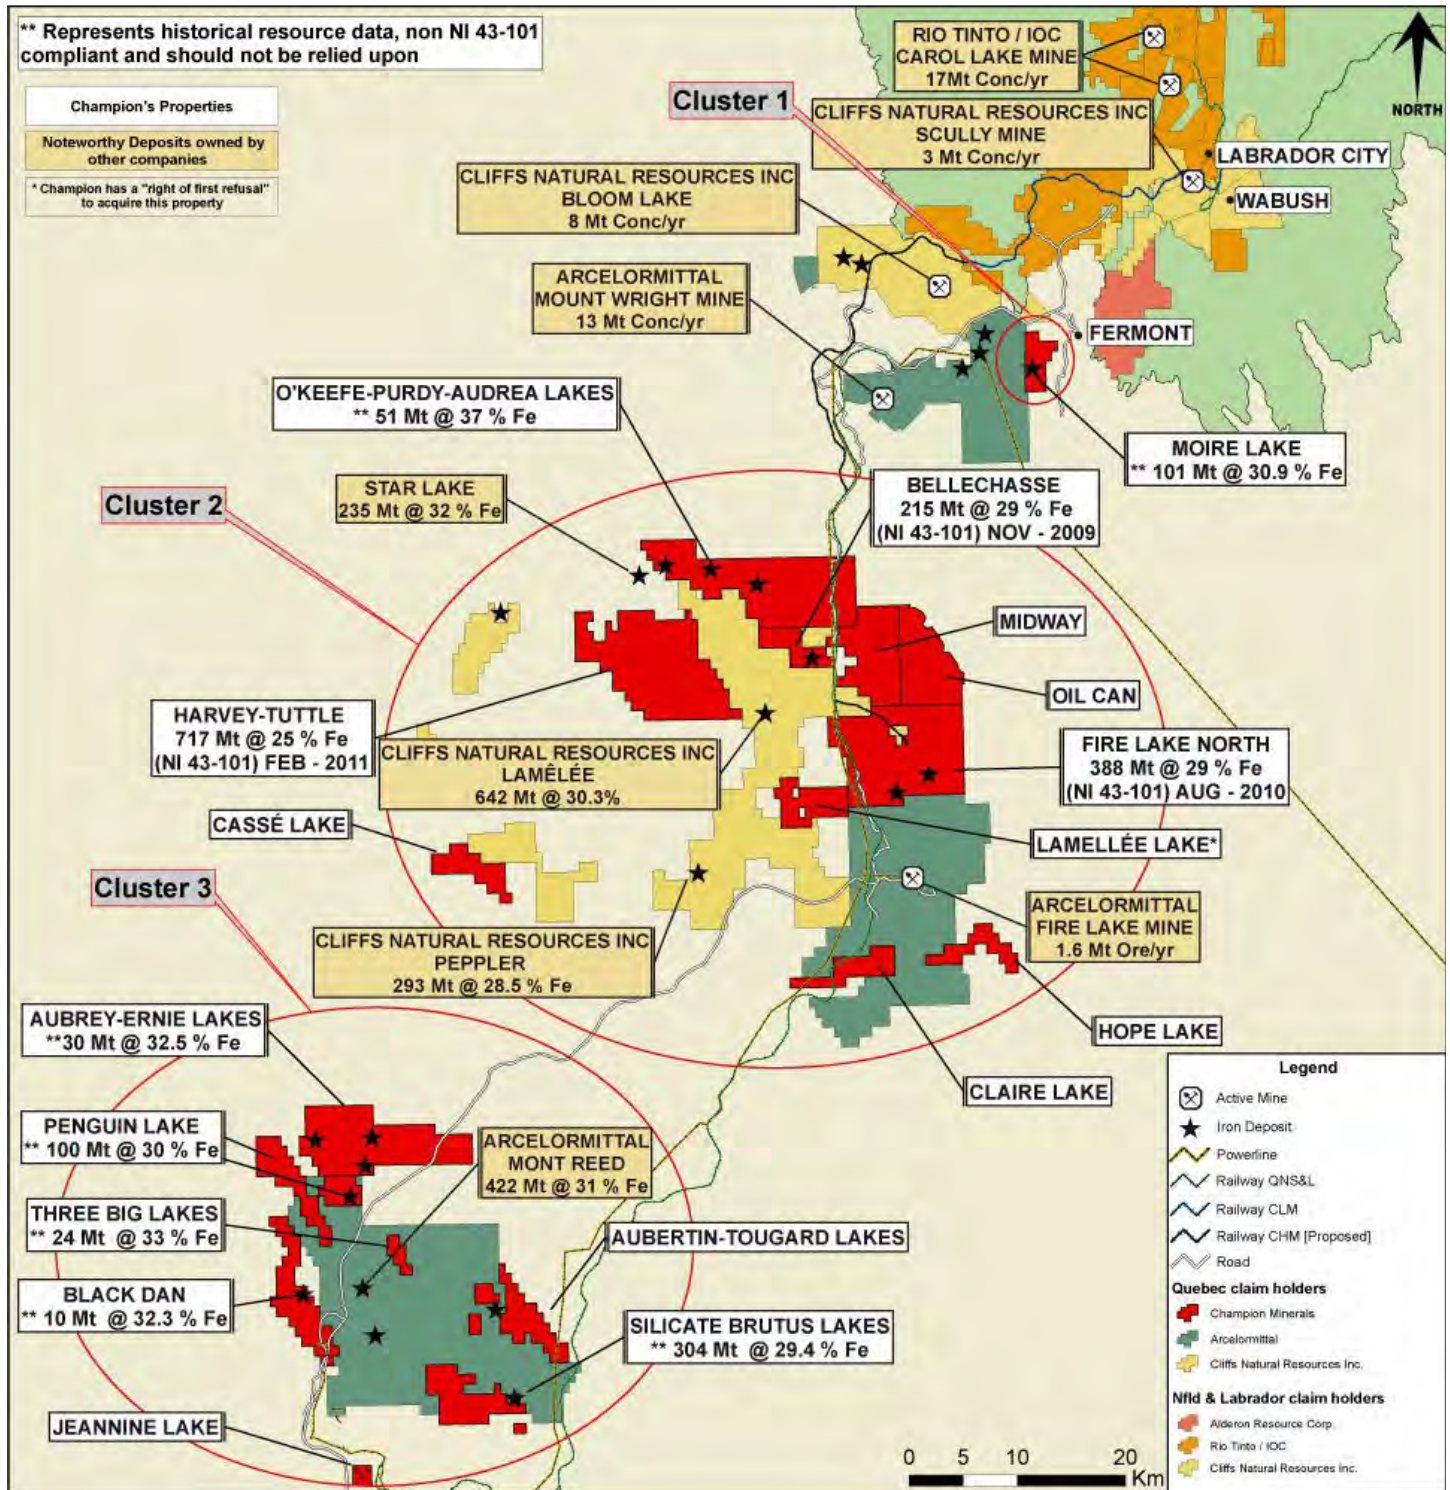 ** Represents historical resource data, non NI 43-101
compliant and should not be relied upon
Champion's Properties
Noteworthy Deposits owned by
other companies
* Champion has a "right of first refusal"
to acquire this property
RIO TINTO / IOC
CAROL LAKE MINE
17Mt Conc/yr
NORTH
Cluster 1
CLIFFS NATURAL RESOURCES INC
SCULLY MINE
3 Mt Conc/yr
LABRADOR CITY
WABUSH
CLIFFS NATURAL RESOURCES INC
BLOOM LAKE
8 Mt Conc/yr
ARCELORMITTAL
MOUNT WRIGHT MINE
13 Mt Conc/yr
FERMONT
O'KEEFE-PURDY-AUDREA LAKES
** 51 Mt @ 37 % Fe
MOIRE LAKE
** 101 Mt @ 30.9 % Fe
STAR LAKE
235 Mt @ 32 % Fe
BELLECHASSE
215 Mt @ 29 % Fe
(NI 43-101) NOV - 2009
Cluster 2
MIDWAY
OIL CAN
HARVEY-TUTTLE
717 Mt @ 25 % Fe
(NI 43-101) FEB - 2011
CLIFFS NATURAL RESOURCES INC
LAMÊLÉE
642 Mt @ 30.3%
FIRE LAKE NORTH
388 Mt @ 29 % Fe
(NI 43-101) AUG - 2010
CASSÉ LAKE
LAMELLÉE LAKE*
Cluster 3
ARCELORMITTAL
FIRE LAKE MINE
1.6 Mt Ore/yr
CLIFFS NATURAL RESOURCES INC
PEPPLER
293 Mt @ 28.5 % Fe
AUBREY-ERNIE LAKES
**30 Mt @ 32.5 % Fe
HOPE LAKE
CLAIRE LAKE
PENGUIN LAKE
** 100 Mt @ 30 % Fe
ARCELORMITTAL
MONT REED
422 Mt @ 31 % Fe
THREE BIG LAKES
** 24 Mt @ 33 % Fe
AUBERTIN-TOUGARD LAKES
BLACK DAN
** 10 Mt @ 32.3 % Fe
SILICATE BRUTUS LAKES
** 304 Mt @ 29.4 % Fe
JEANNINE LAKE
Legend
Active Mine
Iron Deposit
Powerline
Railway QNS&L
Railway CLM
Railway CHM [Proposed]
Road
Quebec claim holders
Champion Minerals
Arcelormittal
Cliffs Natural Resources Inc.
Nfld & Labrador claim holders
Alderon Resource Corp.
Rio Tinto / IOC
Cliffs Natural Resources Inc.
0 10 20
Km